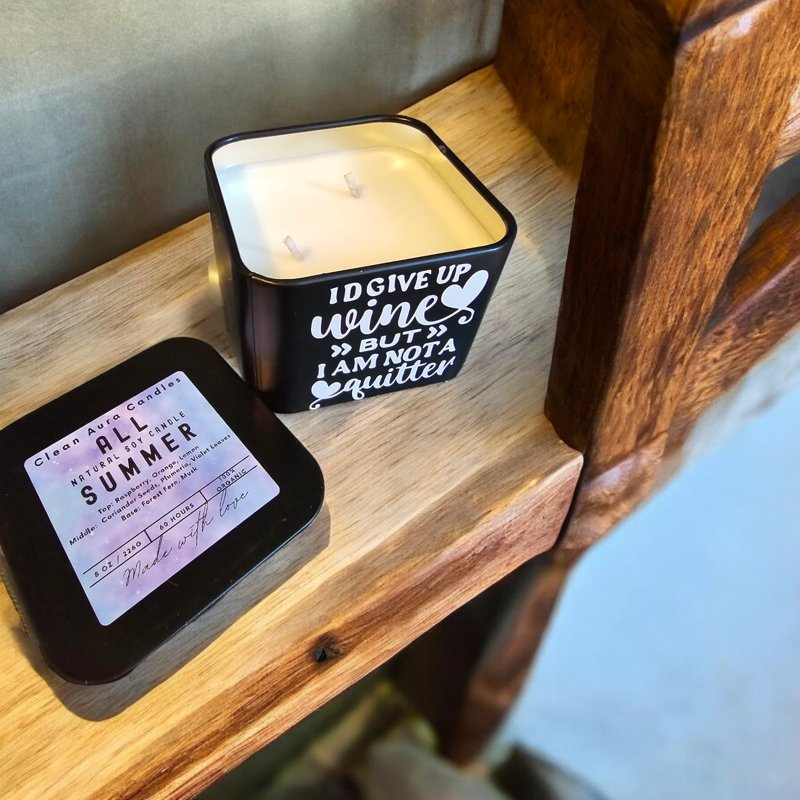 I D GIVE UP
wine
» BUT »
I AM NOT A
quitter
Clean Aura Candles
ALL
NATURAL SOY CANDLE
SUMMER
Top: Raspberry, Orange, Lemon
Middle: Coriander Seeds, Plumeria, Violet Leaves
Base: Forest Fern, Musk
8 OZ / 226G
60 HOURS
100%
ORGANIC
Made with love